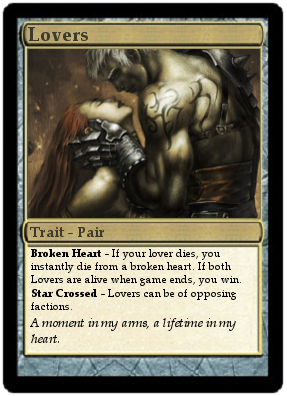 Lovers
Trait - Pair
Broken Heart - If your lover dies, you
instantly die from a broken heart. If both
Lovers are alive when game ends, you win.
Star Crossed - Lovers can be of opposing
factions.
A moment in my arms, a lifetime in my
heart.